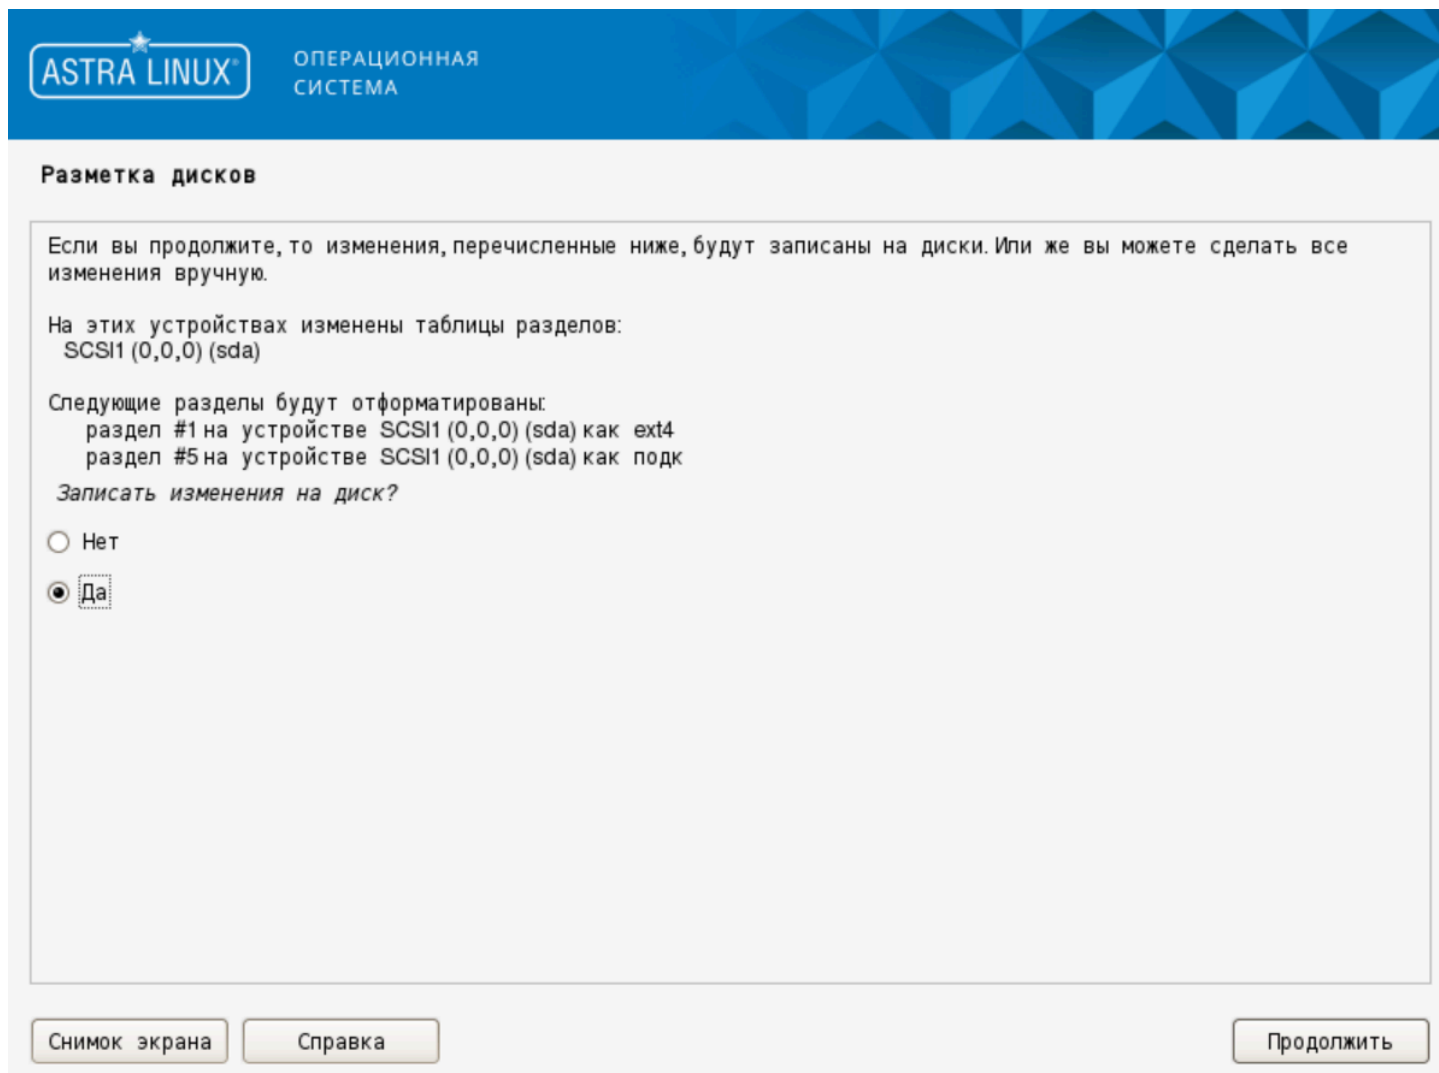 ASTRA LINUX®
ОПЕРАЦИОННАЯ
СИСТЕМА
Разметка дисков
Если вы продолжите, то изменения, перечисленные ниже, будут записаны на диски. Или же вы можете сделать все
изменения вручную.
На этих устройствах изменены таблицы разделов:
SCSI1 (0,0,0) (sda)
Следующие разделы будут отформатированы:
раздел #1 на устройстве SCSI1 (0,0,0) (sda) как ext4
раздел #5 на устройстве SCSI1 (0,0,0) (sda) как подк
Записать изменения на диск?
Нет
Да
Снимок экрана
Справка
Продолжить